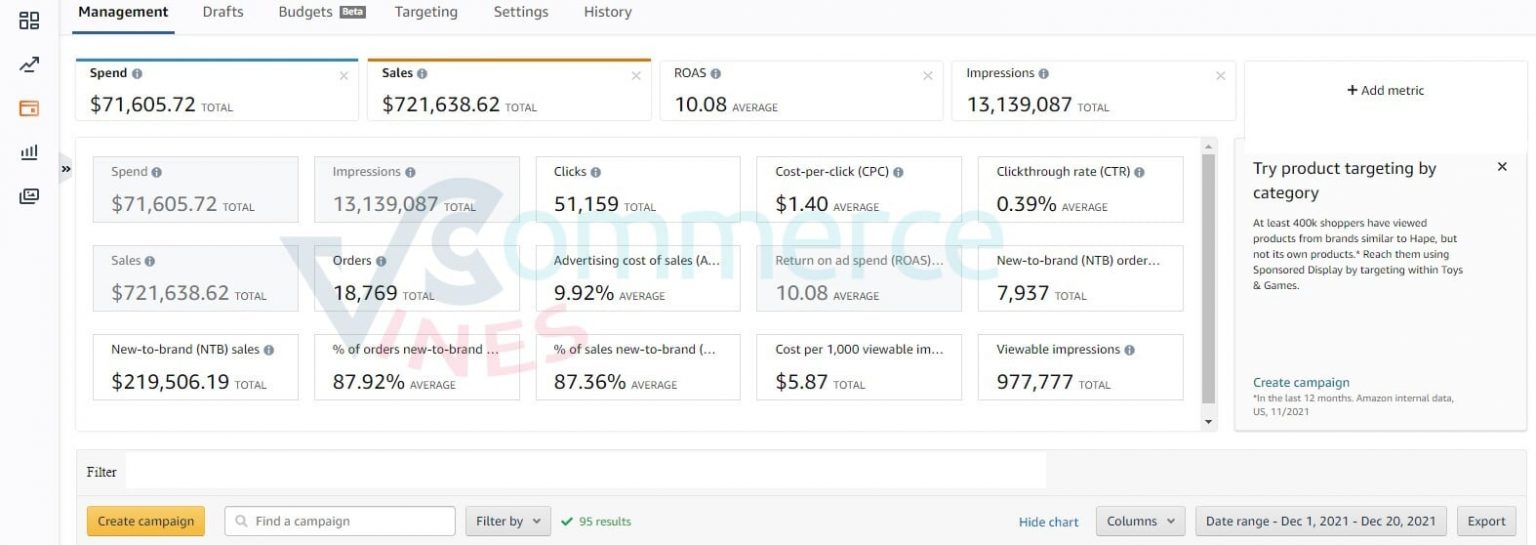 Management Drafts Budgets Beta Targeting Settings History
Spend Sales ROAS Impressions
$71,605.72 TOTAL $721,638.62 TOTAL 10.08 AVERAGE 13,139,087 TOTAL + Add metric
Spend Impressions Clicks Cost-per-click (CPC) Clickthrough rate (CTR)
$71,605.72 TOTAL 13,139,087 TOTAL 51,159 TOTAL $1.40 AVERAGE 0.39% AVERAGE
Sales Orders Advertising cost of sales (A... Return on ad spend (ROAS)... New-to-brand (NTB) order...
$721,638.62 TOTAL 18,769 TOTAL 9.92% AVERAGE 10.08 AVERAGE 7,937 TOTAL
New-to-brand (NTB) sales % of orders new-to-brand ... % of sales new-to-brand (... Cost per 1,000 viewable im... Viewable impressions
$219,506.19 TOTAL 87.92% AVERAGE 87.36% AVERAGE $5.87 TOTAL 977,777 TOTAL
VCommerce
VINES
Try product targeting by
category
At least 400k shoppers have viewed
products from brands similar to Hape, but
not its own products.* Reach them using
Sponsored Display by targeting within Toys
& Games.
Create campaign
*In the last 12 months. Amazon internal data,
US, 11/2021
Filter
Create campaign Find a campaign Filter by 95 results Hide chart Columns Date range - Dec 1, 2021 - Dec 20, 2021 Export